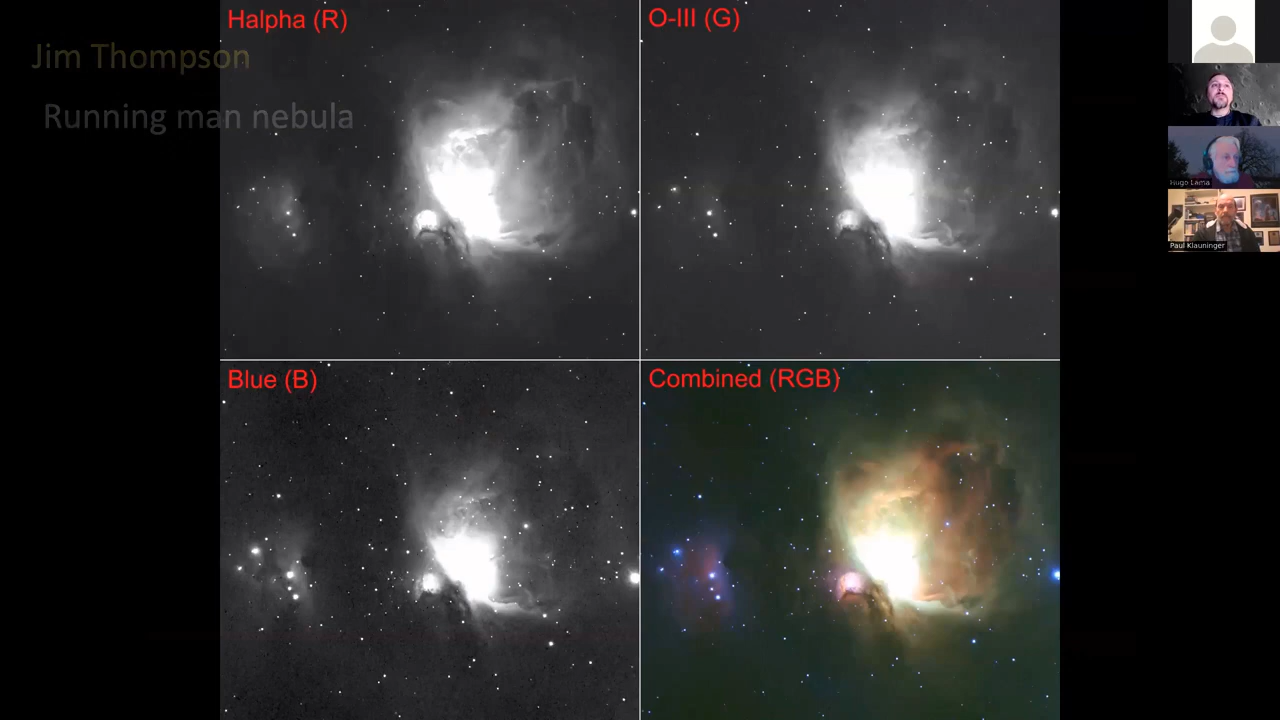 Halpha (R)
O-III (G)
Jim Thompson
Running man nebula
Blue (B)
Combined (RGB)
Hugo Lama
Paul Klauninger